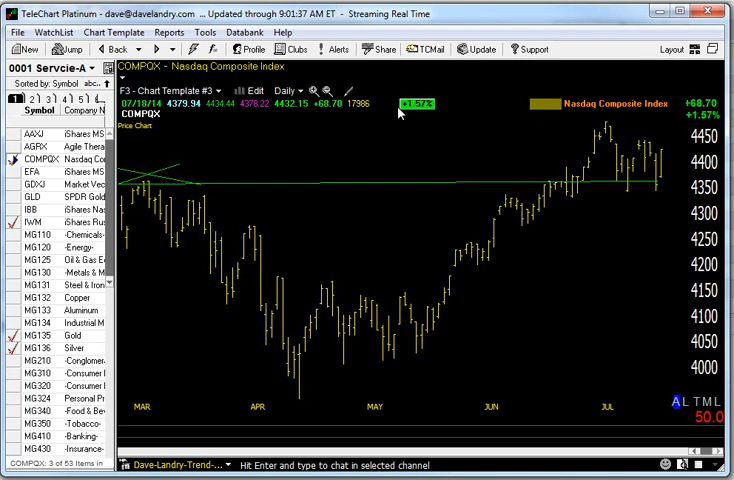 TeleChart Platinum - dave@davelandry.com ... Updated through 9:01:37 AM ET - Streaming Real Time
File WatchList Chart Template Reports Tools Databank Help
New Jump Back Profile Clubs Alerts Share TCMail Update Support Layout
0001 Servcie-A
Sorted by: Symbol abc..
1 2 3 4 5 6
Symbol Company N
AAXJ iShares MS
AGRX Agile Thera
COMPQX Nasdaq Co
EFA iShares MS
GDXJ Market Vec
GLD SPDR Gold
IBB iShares Nas
IWM iShares Rus
MG110 -Chemicals-
MG120 -Energy-
MG125 Oil & Gas E
MG130 -Metals & M
MG131 Steel & Iron
MG132 Copper
MG133 Aluminum
MG134 Industrial M
MG135 Gold
MG136 Silver
MG210 -Conglomer-
MG310 -Consumer
MG320 -Consumer
MG324 Personal Pr
MG340 -Food & Bev
MG350 -Tobacco-
MG410 -Banking-
MG430 -Insurance-
COMPQX: 3 of 53 Items in
COMPQX - Nasdaq Composite Index
F3 - Chart Template #3 Edit Daily
07/18/14 4379.94 4434.44 4378.22 4432.15 +68.70 17986 +1.57% Nasdaq Composite Index +68.70
+1.57%
COMPQX
Price Chart
4450
4400
4350
4300
4250
4200
4150
4100
4050
4000
MAR APR MAY JUN JUL
A L T M L
50.0
Dave-Landry-Trend-... Hit Enter and type to chat in selected channel